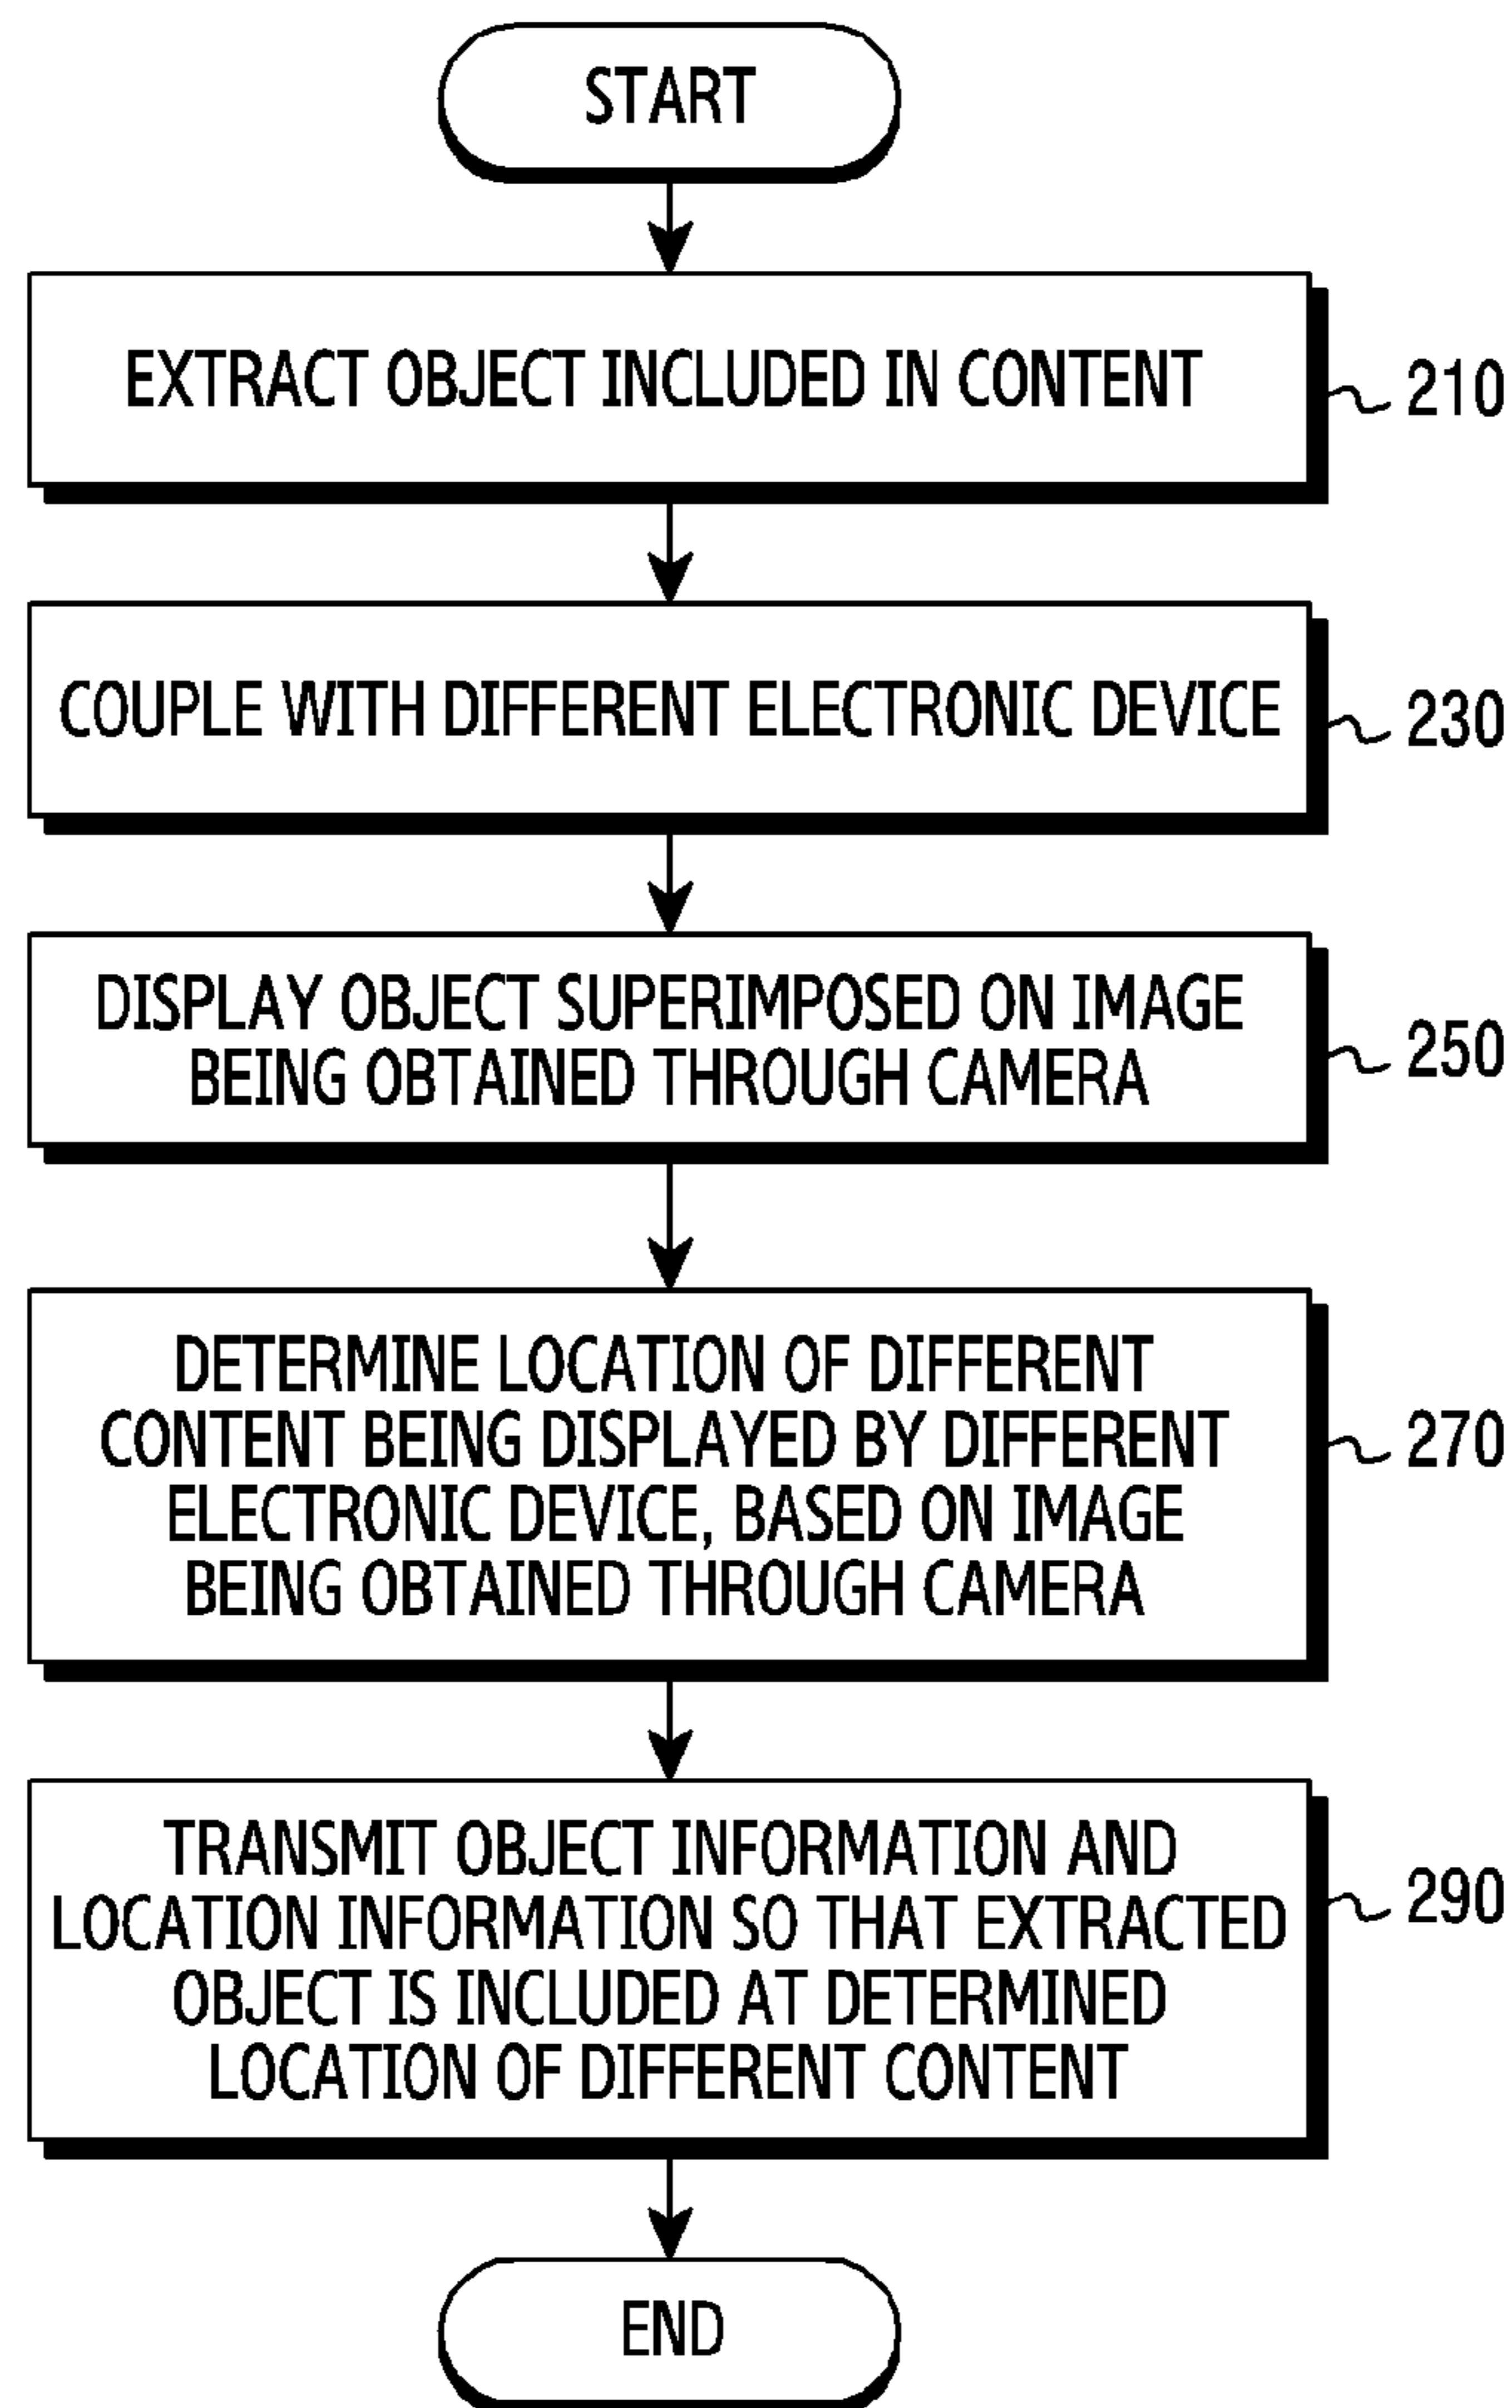 START
EXTRACT OBJECT INCLUDED IN CONTENT
210
COUPLE WITH DIFFERENT ELECTRONIC DEVICE
230
DISPLAY OBJECT SUPERIMPOSED ON IMAGE
BEING OBTAINED THROUGH CAMERA
250
DETERMINE LOCATION OF DIFFERENT
CONTENT BEING DISPLAYED BY DIFFERENT
ELECTRONIC DEVICE, BASED ON IMAGE
BEING OBTAINED THROUGH CAMERA
270
TRANSMIT OBJECT INFORMATION AND
LOCATION INFORMATION SO THAT EXTRACTED
OBJECT IS INCLUDED AT DETERMINED
LOCATION OF DIFFERENT CONTENT
290
END